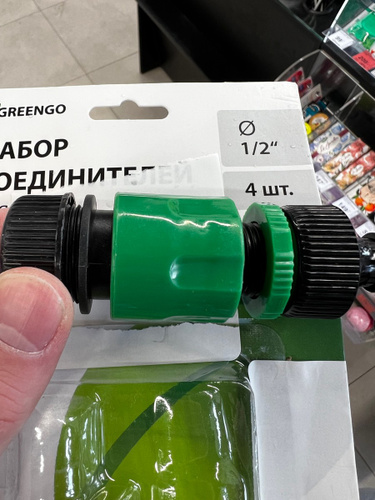 GREENGO
АБОР
ОЕДИНИТЕЛЕЙ
Ø
1/2“
4 шт.